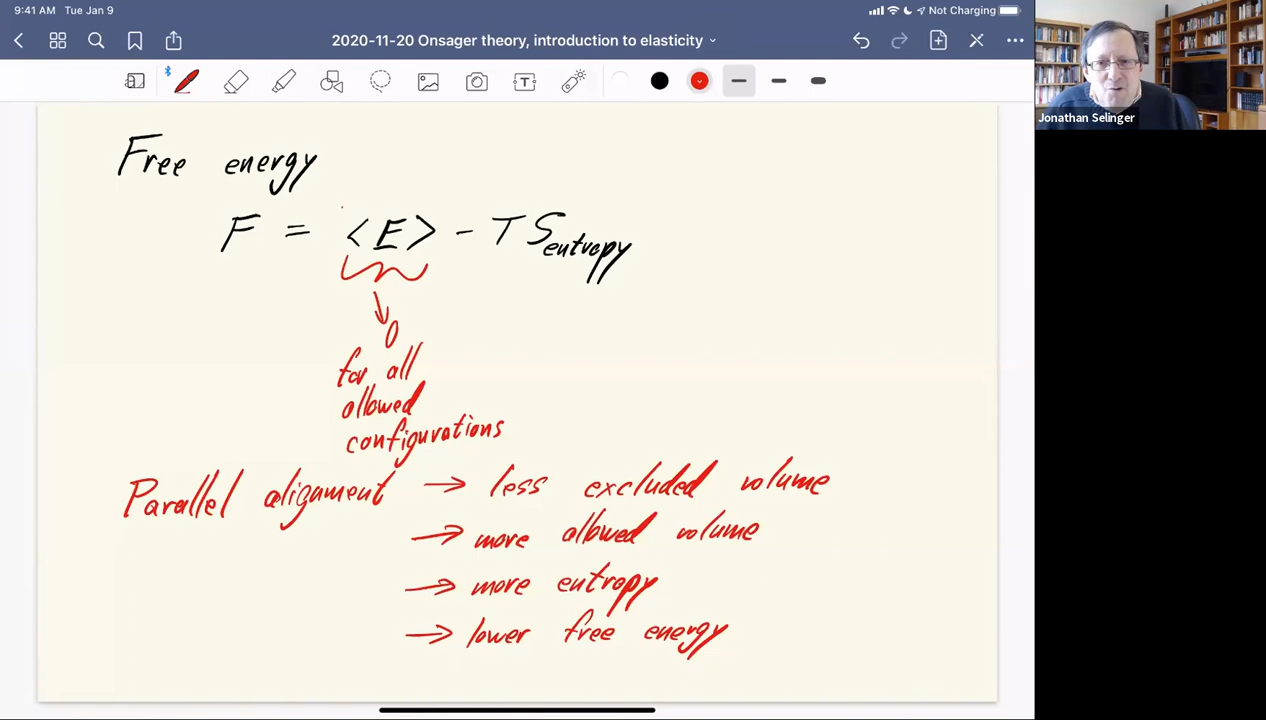 9:41 AM Tue Jan 9
Not Charging
2020-11-20 Onsager theory, introduction to elasticity
T
Jonathan Selinger
Free energy
F = <E> - T S entropy
0
for all
allowed
configurations
Parallel alignment → less excluded volume
→ more allowed volume
→ more entropy
→ lower free energy